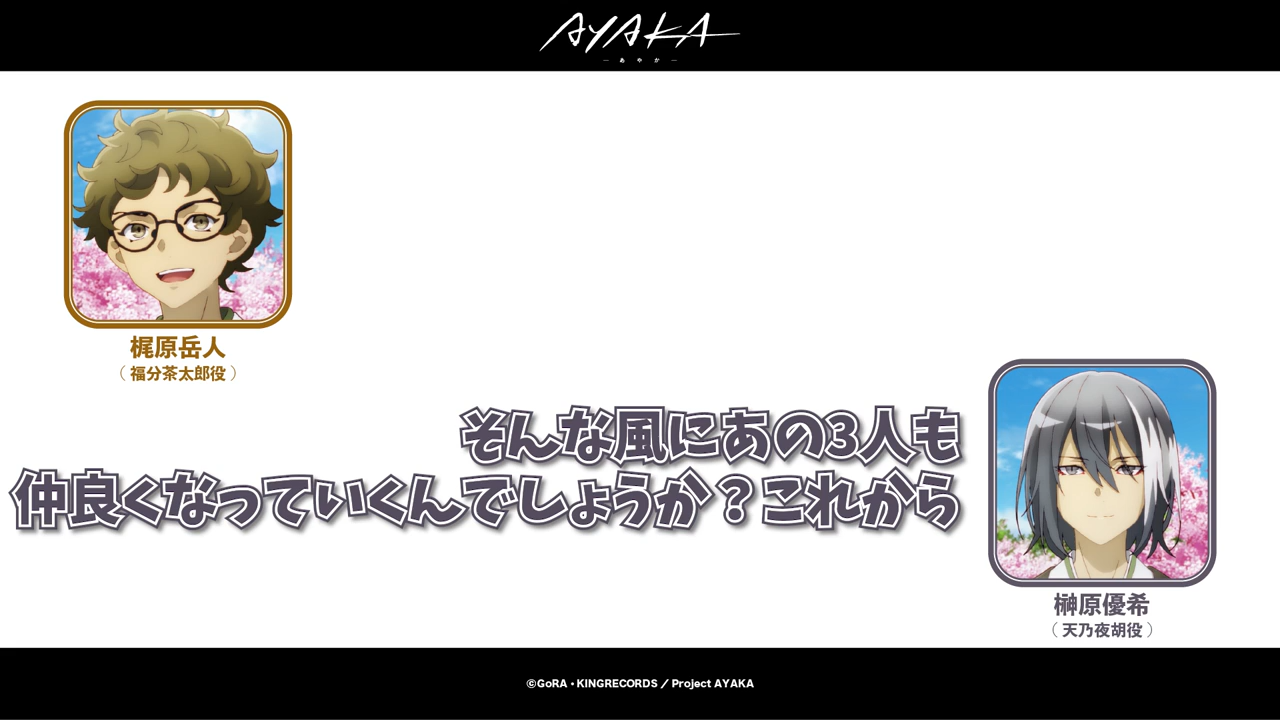 AYAKA
― あやか ―
梶原岳人
（福分茶太郎役）
そんな風にあの3人も
仲良くなっていくんでしょうか？これから
榊原優希
（天乃夜胡役）
©GoRA・KINGRECORDS／Project AYAKA